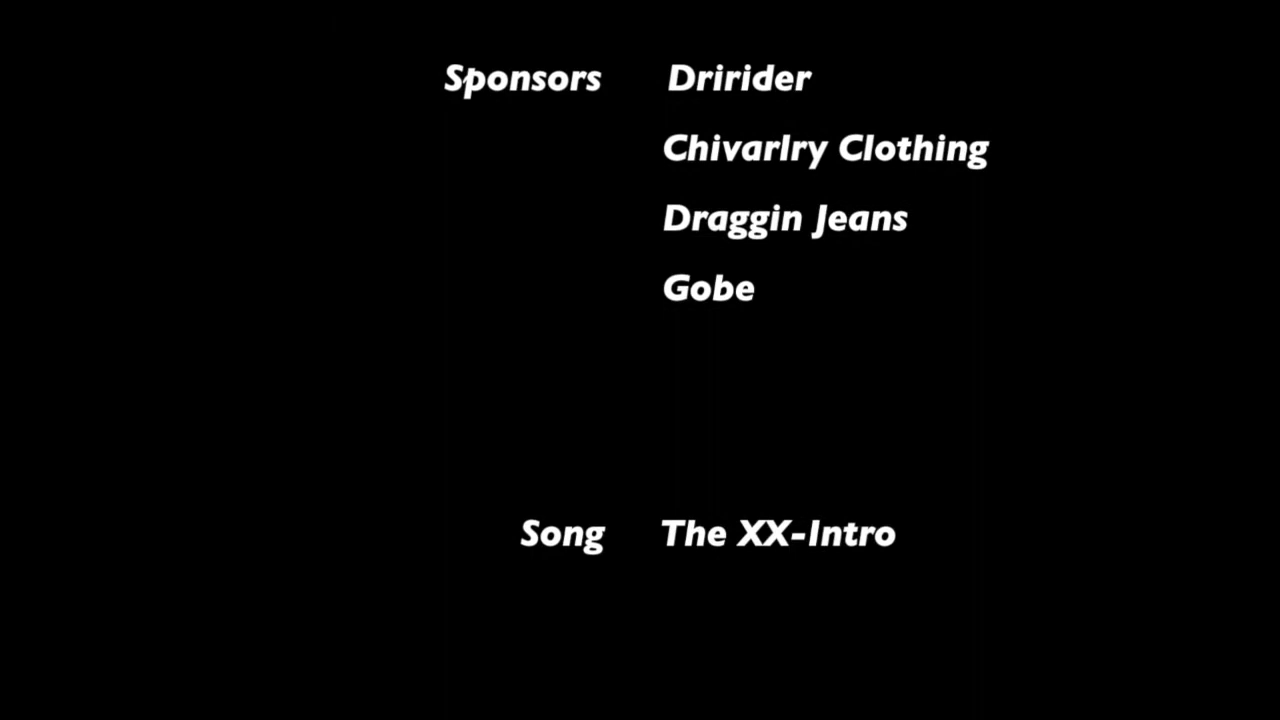 Sponsors Dririder
Chivarlry Clothing
Draggin Jeans
Gobe
Song The XX-Intro